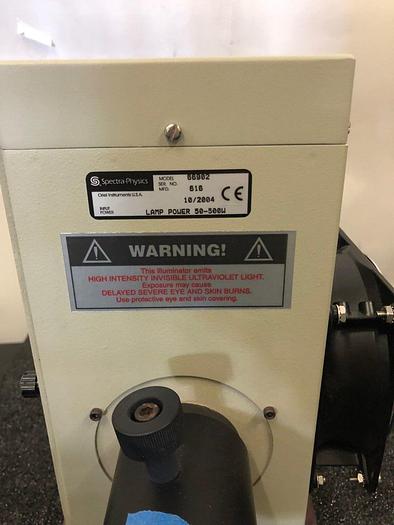 Spectra-Physics
Oriel Instruments U.S.A.
MODEL 66902
SER. NO. 616
MFG. 10/2004
CE
INPUT POWER LAMP POWER 50-500W
WARNING!
This illuminator emits
HIGH INTENSITY INVISIBLE ULTRAVIOLET LIGHT.
Exposure may cause
DELAYED SEVERE EYE AND SKIN BURNS.
Use protective eye and skin covering.